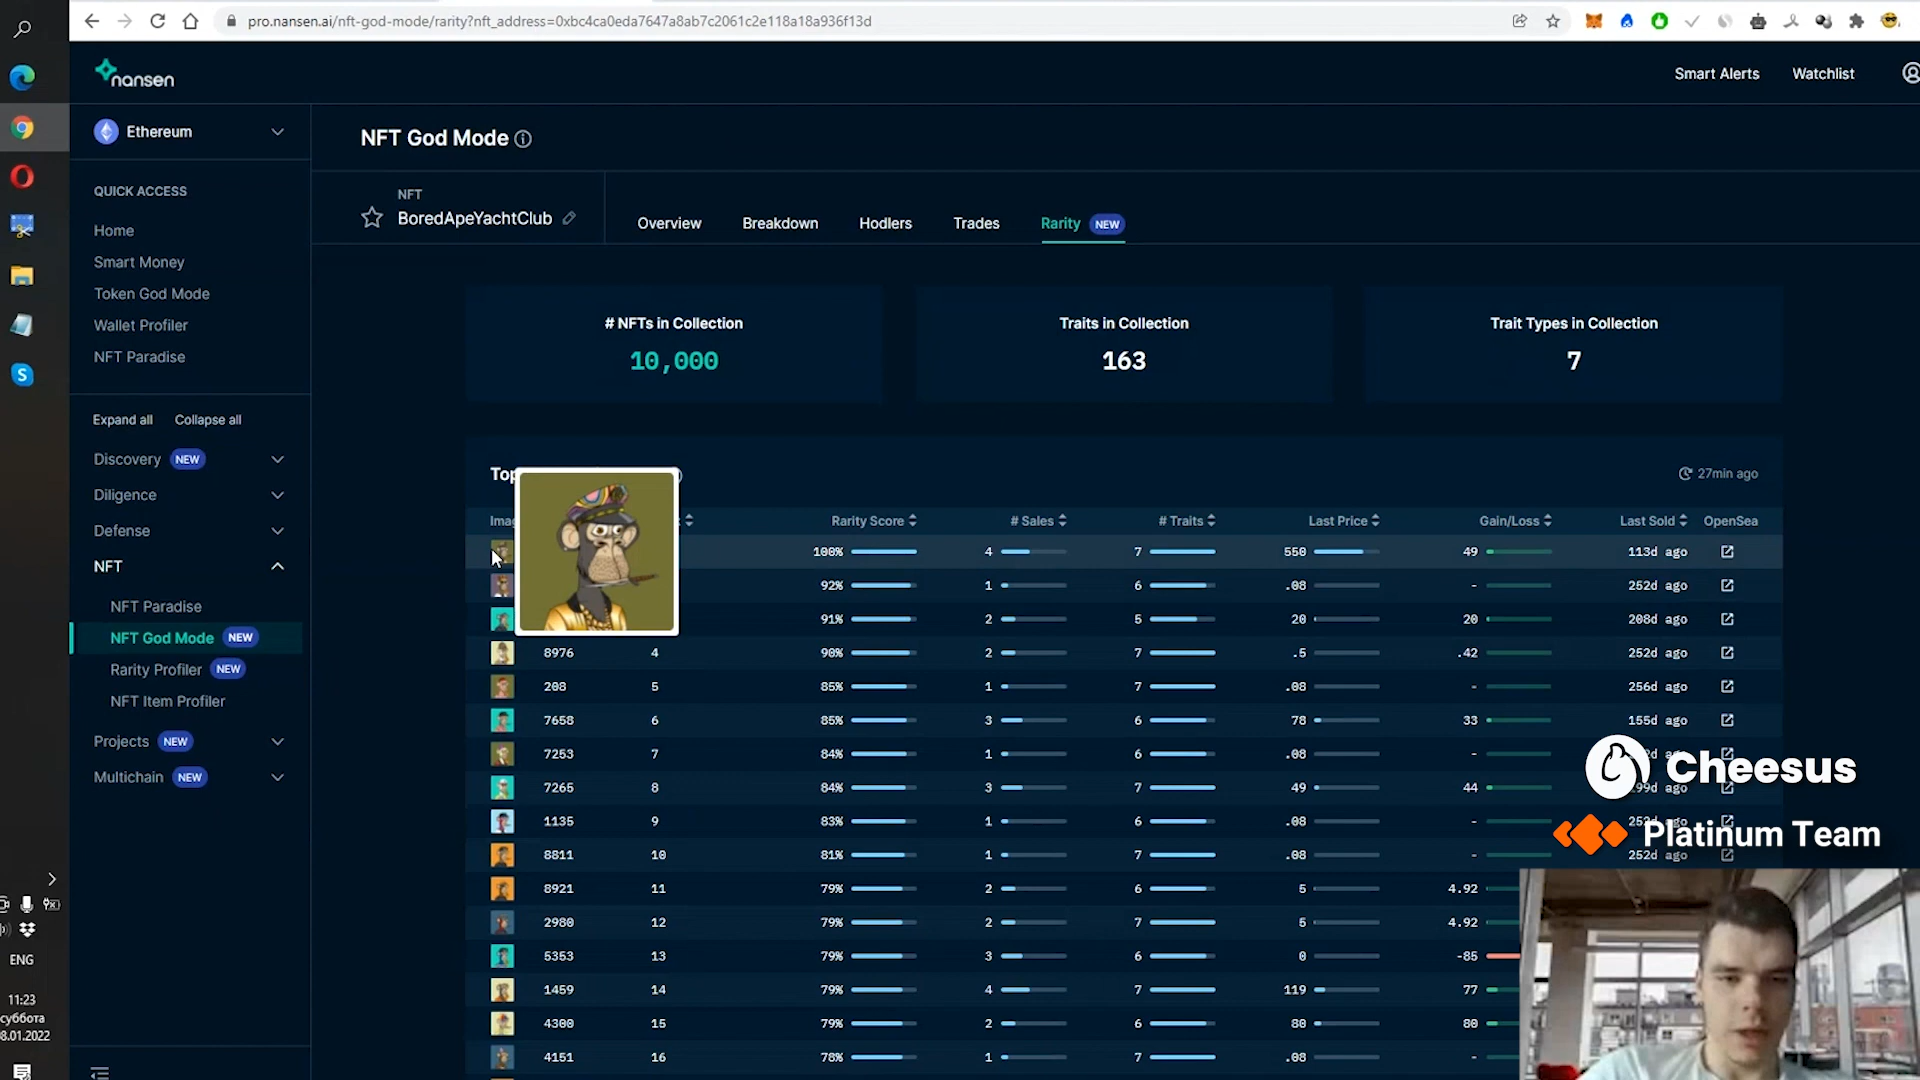 pro.nansen.ai/nft-god-mode/rarity?nft_address=0xbc4ca0eda7647a8ab7c2061c2e118a18a936f13d
nansen
Smart Alerts
Watchlist
Ethereum
NFT God Mode
QUICK ACCESS
Home
Smart Money
Token God Mode
Wallet Profiler
NFT Paradise
NFT
BoredApeYachtClub
Overview
Breakdown
Hodlers
Trades
Rarity NEW
# NFTs in Collection
10,000
Traits in Collection
163
Trait Types in Collection
7
Expand all
Collapse all
Discovery NEW
Diligence
Defense
NFT
NFT Paradise
NFT God Mode NEW
Rarity Profiler NEW
NFT Item Profiler
Projects NEW
Multichain NEW
27min ago
Rarity Score # Sales # Traits Last Price Gain/Loss Last Sold OpenSea
100% 4 7 550 49 113d ago
92% 1 6 .08 - 252d ago
91% 2 5 20 20 208d ago
8976 4 90% 2 7 .5 .42 252d ago
208 5 85% 1 7 .08 - 256d ago
7658 6 85% 3 6 78 33 155d ago
7253 7 84% 1 6 .08 -
7265 8 84% 3 7 49 44 199d ago
1135 9 83% 1 6 .08 - 252d ago
8811 10 81% 1 7 .08 - 252d ago
8921 11 79% 2 6 5 4.92
2980 12 79% 2 7 5 4.92
5353 13 79% 3 6 0 -85
1459 14 79% 4 7 119 77
4300 15 79% 2 6 80 80
4151 16 78% 1 7 .08 -
Cheesus
Platinum Team
ENG
11:23
суббота
8.01.2022